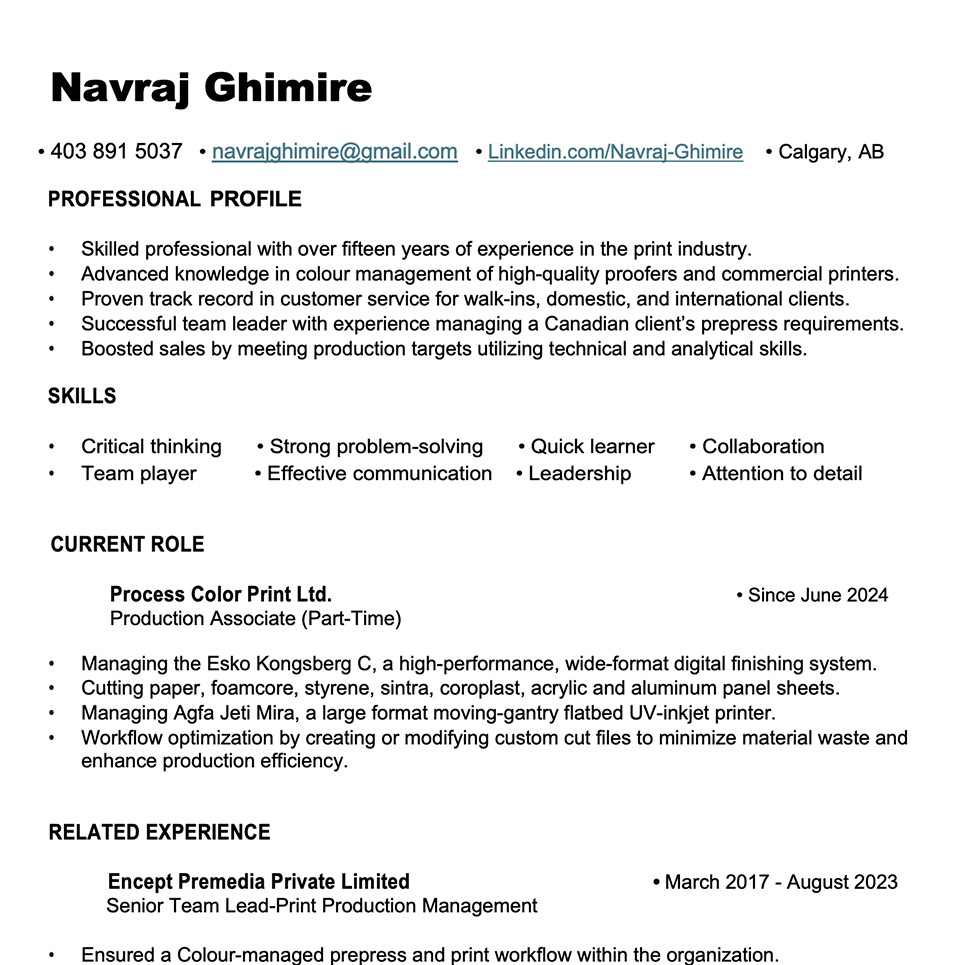 Navraj Ghimire
• 403 891 5037 • navrajghimire@gmail.com • Linkedin.com/Navraj-Ghimire • Calgary, AB
PROFESSIONAL PROFILE
• Skilled professional with over fifteen years of experience in the print industry.
• Advanced knowledge in colour management of high-quality proofers and commercial printers.
• Proven track record in customer service for walk-ins, domestic, and international clients.
• Successful team leader with experience managing a Canadian client’s prepress requirements.
• Boosted sales by meeting production targets utilizing technical and analytical skills.
SKILLS
• Critical thinking • Strong problem-solving • Quick learner • Collaboration
• Team player • Effective communication • Leadership • Attention to detail
CURRENT ROLE
Process Color Print Ltd. • Since June 2024
Production Associate (Part-Time)
• Managing the Esko Kongsberg C, a high-performance, wide-format digital finishing system.
• Cutting paper, foamcore, styrene, sintra, coroplast, acrylic and aluminum panel sheets.
• Managing Agfa Jeti Mira, a large format moving-gantry flatbed UV-inkjet printer.
• Workflow optimization by creating or modifying custom cut files to minimize material waste and
enhance production efficiency.
RELATED EXPERIENCE
Encept Premedia Private Limited • March 2017 - August 2023
Senior Team Lead-Print Production Management
• Ensured a Colour-managed prepress and print workflow within the organization.